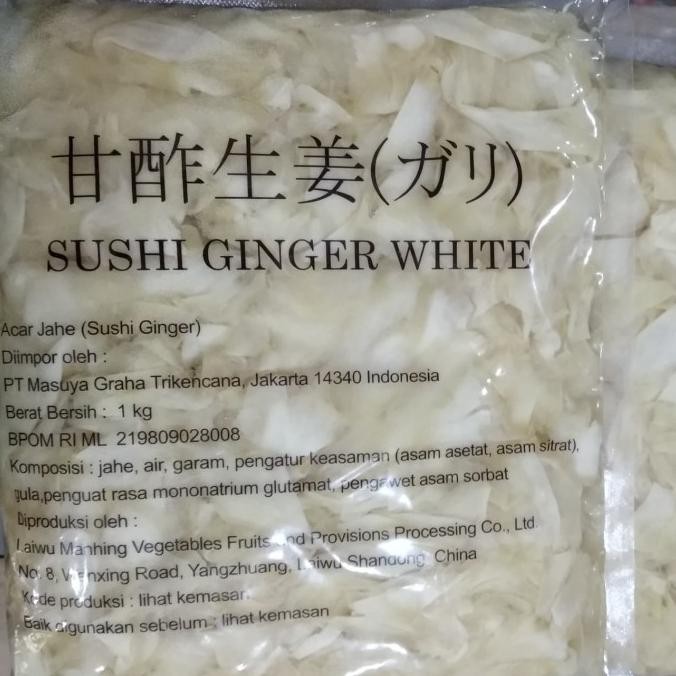 甘酢生姜(ガリ)
SUSHI GINGER WHITE
Acar Jahe (Sushi Ginger)
Diimpor oleh :
PT Masuya Graha Trikencana, Jakarta 14340 Indonesia
Berat Bersih : 1 kg
BPOM RI ML 219809028008
Komposisi : jahe, air, garam, pengatur keasaman (asam asetat, asam sitrat),
gula,penguat rasa mononatrium glutamat, pengawet asam sorbat
Diproduksi oleh :
Laiwu Manhing Vegetables Fruits and Provisions Processing Co., Ltd.
No. 8, Wenxing Road, Yangzhuang, Laiwu Shandong, China
Kode produksi : lihat kemasan
Baik digunakan sebelum : lihat kemasan